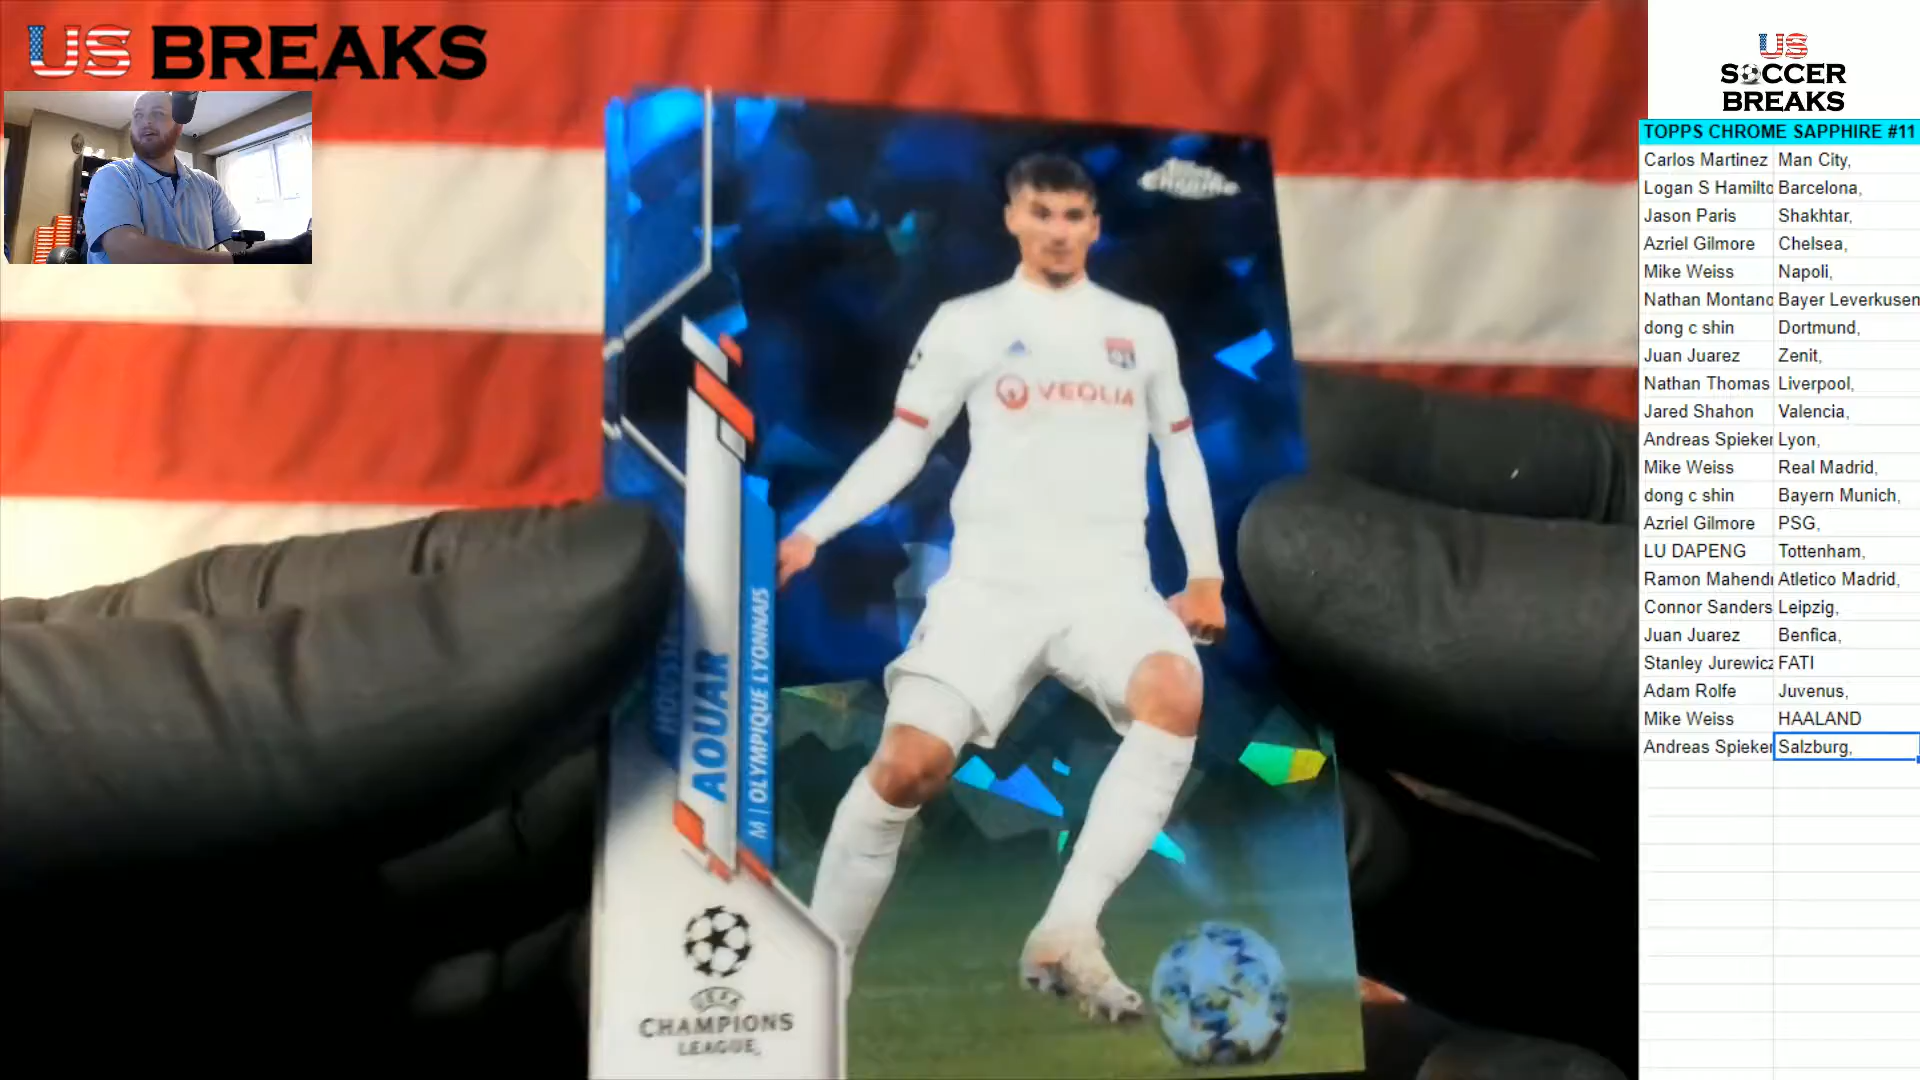 US BREAKS
US
SOCCER
BREAKS
TOPPS CHROME SAPPHIRE #11
Carlos Martinez Man City,
Logan S Hamilto Barcelona,
Jason Paris Shakhtar,
Azriel Gilmore Chelsea,
Mike Weiss Napoli,
Nathan Montano Bayer Leverkusen
dong c shin Dortmund,
Juan Juarez Zenit,
Nathan Thomas Liverpool,
Jared Shahon Valencia,
Andreas Spieker Lyon,
Mike Weiss Real Madrid,
dong c shin Bayern Munich,
Azriel Gilmore PSG,
LU DAPENG Tottenham,
Ramon Mahendr Atletico Madrid,
Connor Sanders Leipzig,
Juan Juarez Benfica,
Stanley Jurewicz FATI
Adam Rolfe Juvenus,
Mike Weiss HAALAND
Andreas Spieker Salzburg,
Topps
Chrome
VEOLIA
OL
AOUAR
M | OLYMPIQUE LYONNAIS
UEFA
CHAMPIONS
LEAGUE